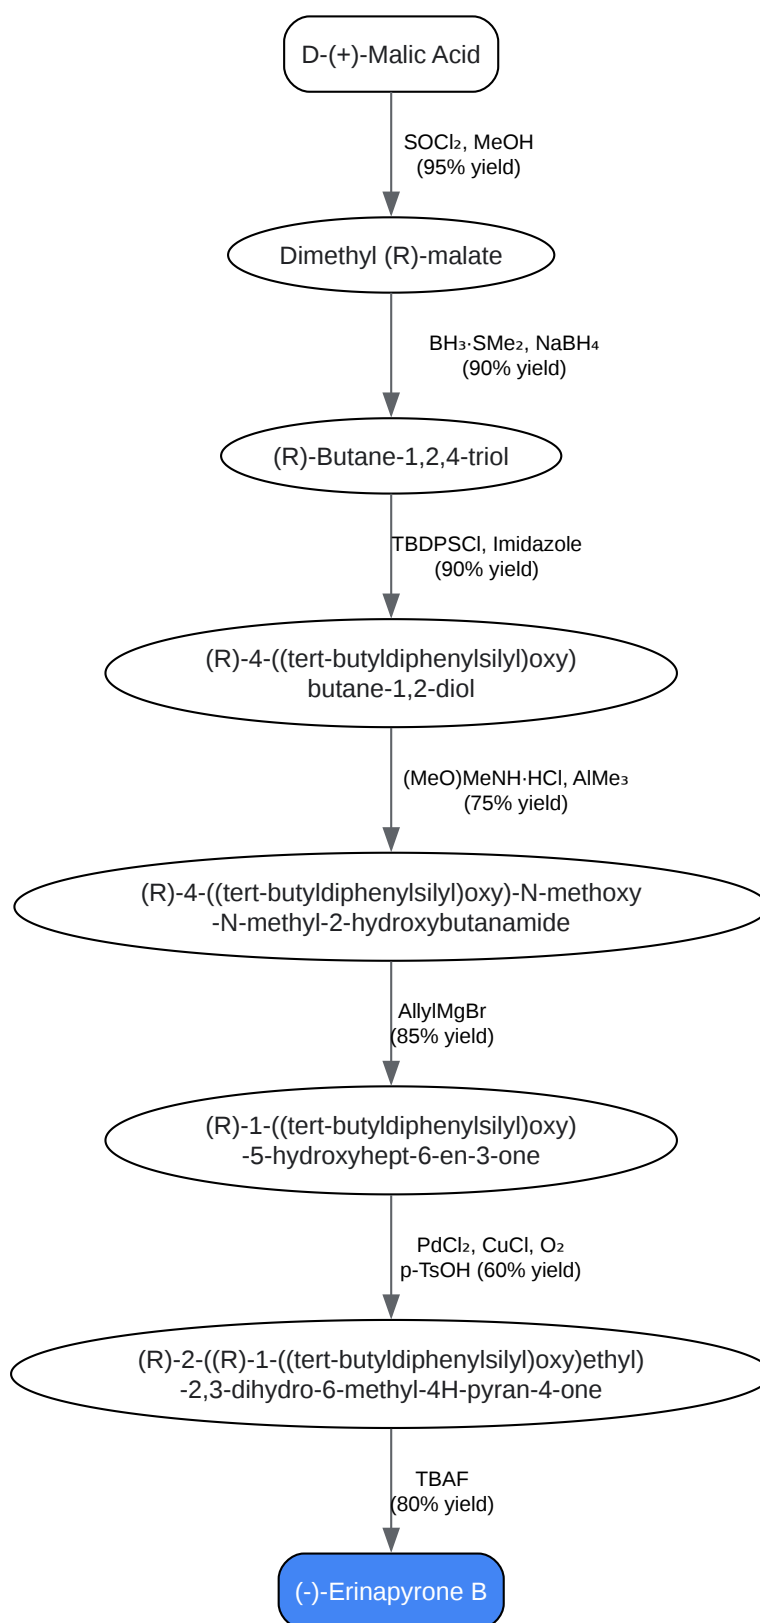 D-(+)-Malic Acid
SOCl₂, MeOH
(95% yield)
Dimethyl (R)-malate
BH₃·SMe₂, NaBH₄
(90% yield)
(R)-Butane-1,2,4-triol
TBDPSCl, Imidazole
(90% yield)
(R)-4-((tert-butyldiphenylsilyl)oxy)
butane-1,2-diol
(MeO)MeNH·HCl, AlMe₃
(75% yield)
(R)-4-((tert-butyldiphenylsilyl)oxy)-N-methoxy
-N-methyl-2-hydroxybutanamide
AllylMgBr
(85% yield)
(R)-1-((tert-butyldiphenylsilyl)oxy)
-5-hydroxyhept-6-en-3-one
PdCl₂, CuCl, O₂
p-TsOH (60% yield)
(R)-2-((R)-1-((tert-butyldiphenylsilyl)oxy)ethyl)
-2,3-dihydro-6-methyl-4H-pyran-4-one
TBAF
(80% yield)
(-)-Erinapyrone B